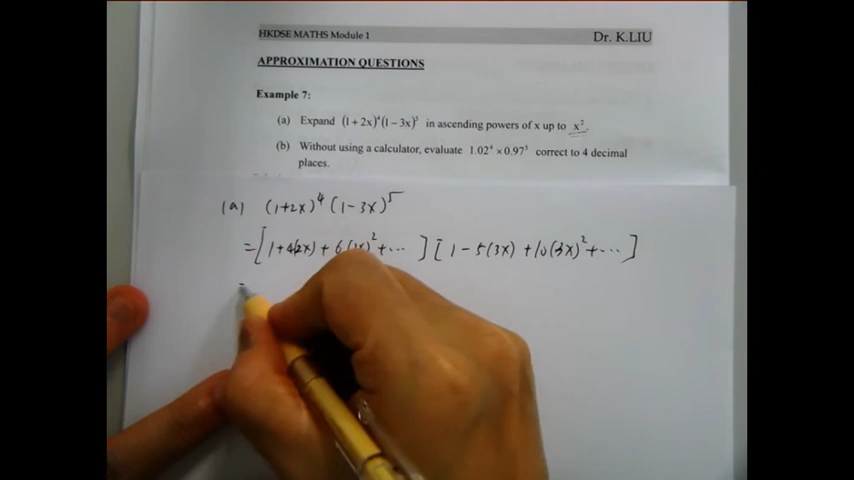 HKDSE MATHS Module 1 Dr. K.LIU
APPROXIMATION QUESTIONS
Example 7:
(a) Expand (1 + 2x)⁴(1 − 3x)⁵ in ascending powers of x up to x².
(b) Without using a calculator, evaluate 1.02⁴ × 0.97⁵ correct to 4 decimal
places.
(a) (1+2x)⁴ (1-3x)⁵
= [1+4(2x) + 6(2x)² + ... ] [1 - 5(3x) + 10(3x)² + ... ]
=